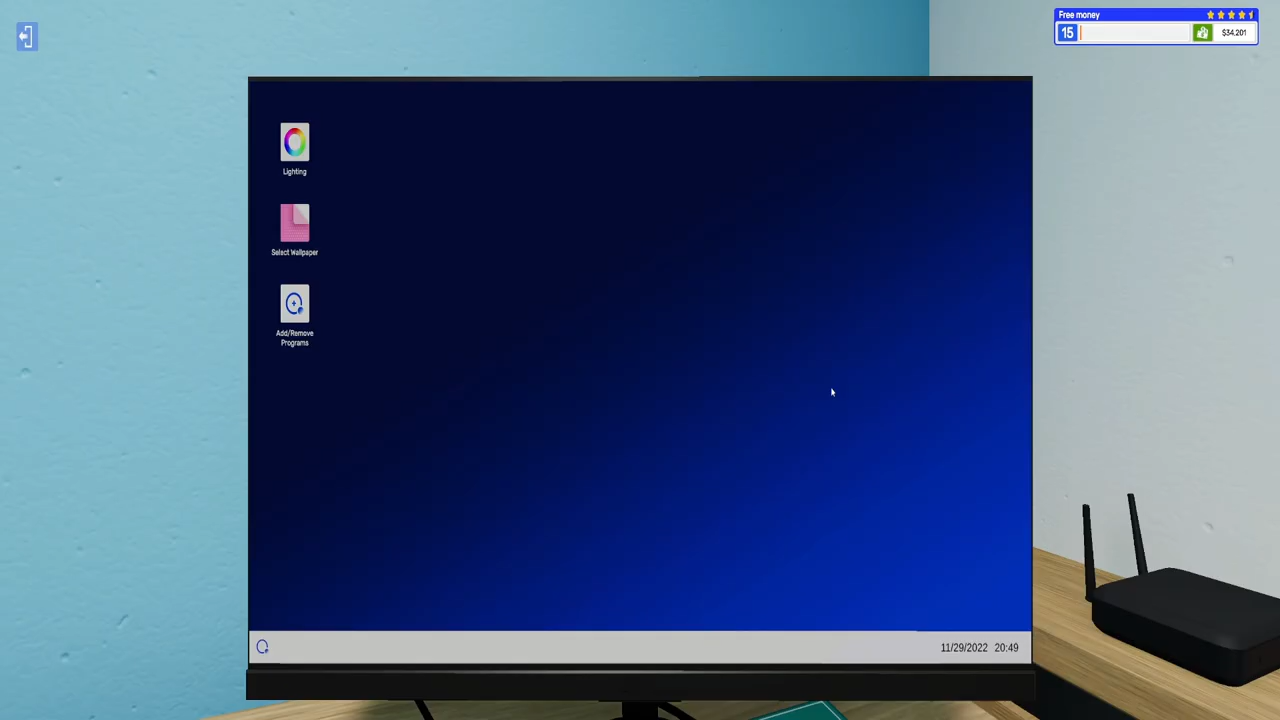 Free money
15
$34.201
Lighting
Select Wallpaper
Add/Remove
Programs
11/29/2022 20:49